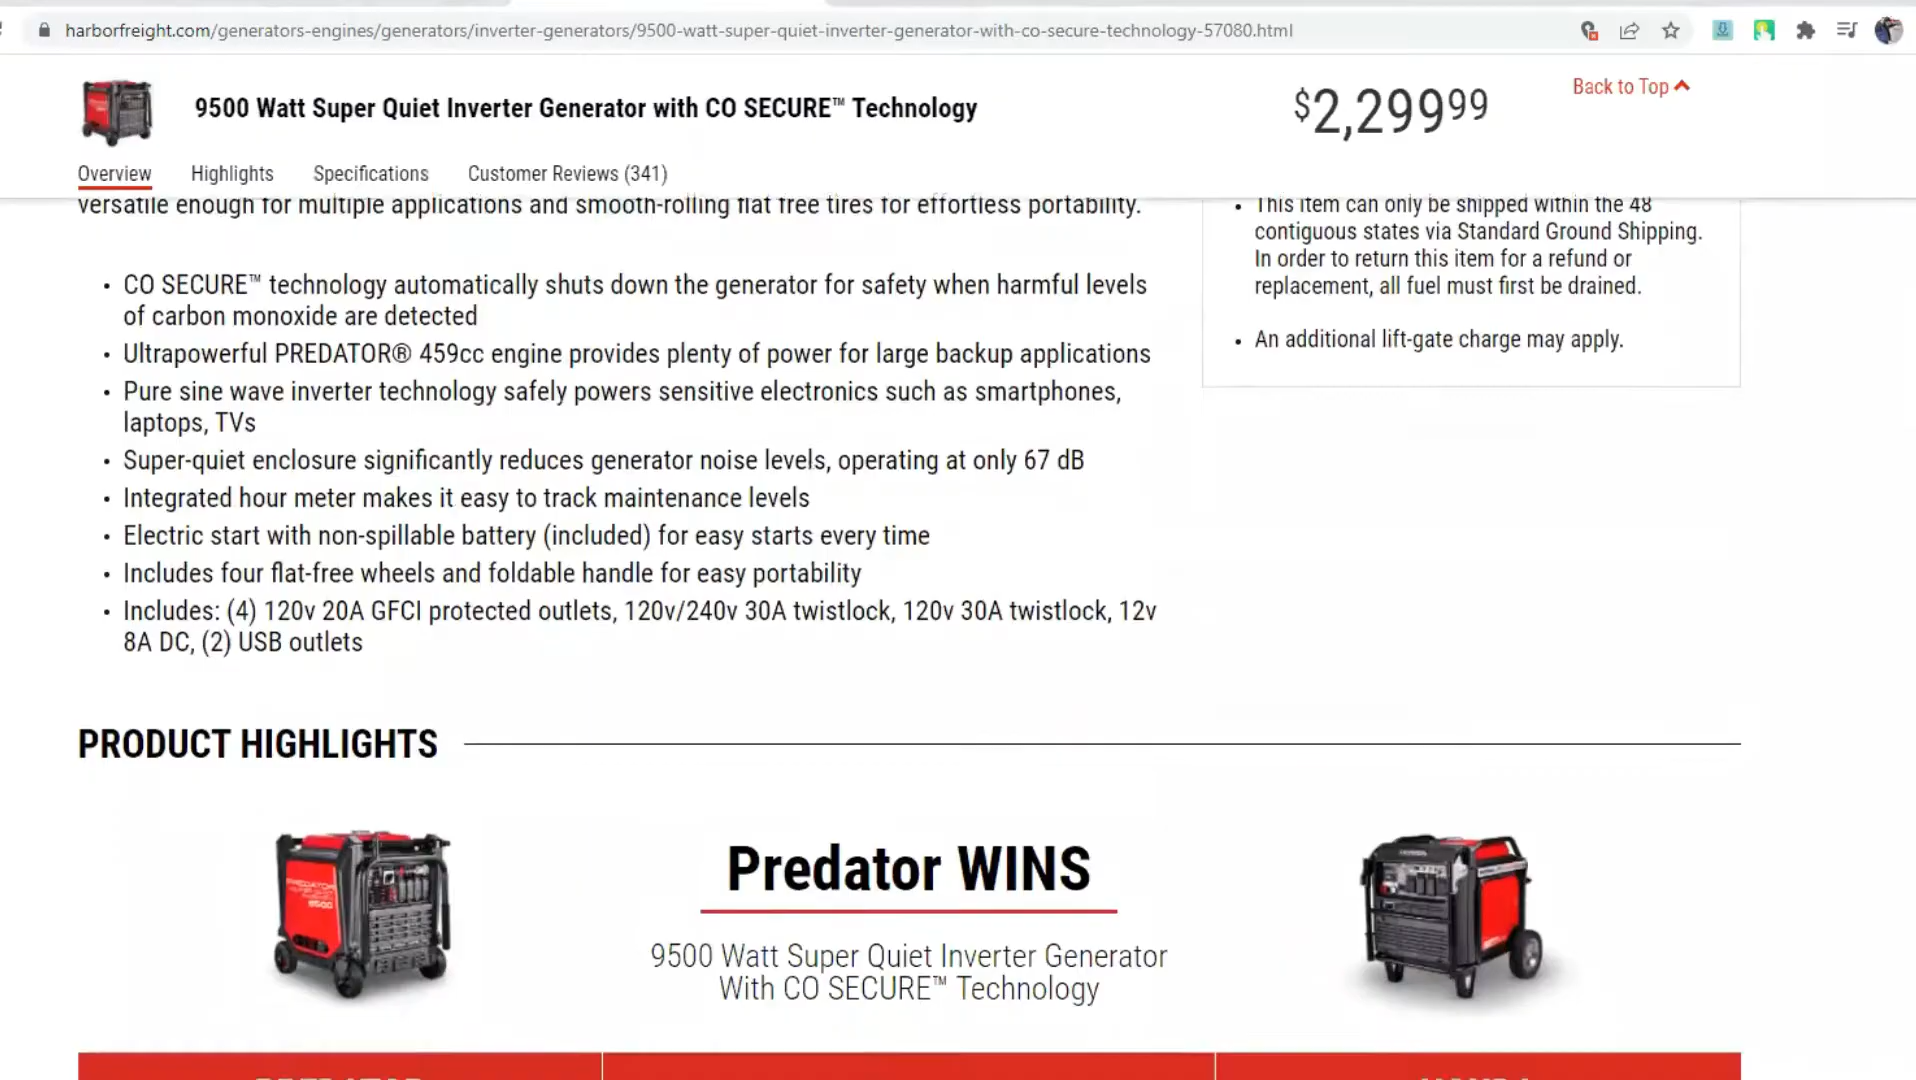 harborfreight.com/generators-engines/generators/inverter-generators/9500-watt-super-quiet-inverter-generator-with-co-secure-technology-57080.html
9500 Watt Super Quiet Inverter Generator with CO SECURE™ Technology
$2,299.99
Back to Top
Overview Highlights Specifications Customer Reviews (341)
versatile enough for multiple applications and smooth-rolling flat free tires for effortless portability.
• CO SECURE™ technology automatically shuts down the generator for safety when harmful levels
of carbon monoxide are detected
• Ultrapowerful PREDATOR® 459cc engine provides plenty of power for large backup applications
• Pure sine wave inverter technology safely powers sensitive electronics such as smartphones,
laptops, TVs
• Super-quiet enclosure significantly reduces generator noise levels, operating at only 67 dB
• Integrated hour meter makes it easy to track maintenance levels
• Electric start with non-spillable battery (included) for easy starts every time
• Includes four flat-free wheels and foldable handle for easy portability
• Includes: (4) 120v 20A GFCI protected outlets, 120v/240v 30A twistlock, 120v 30A twistlock, 12v
8A DC, (2) USB outlets
• This item can only be shipped within the 48
contiguous states via Standard Ground Shipping.
In order to return this item for a refund or
replacement, all fuel must first be drained.
• An additional lift-gate charge may apply.
PRODUCT HIGHLIGHTS
PREDATOR
9500
Predator WINS
9500 Watt Super Quiet Inverter Generator
With CO SECURE™ Technology